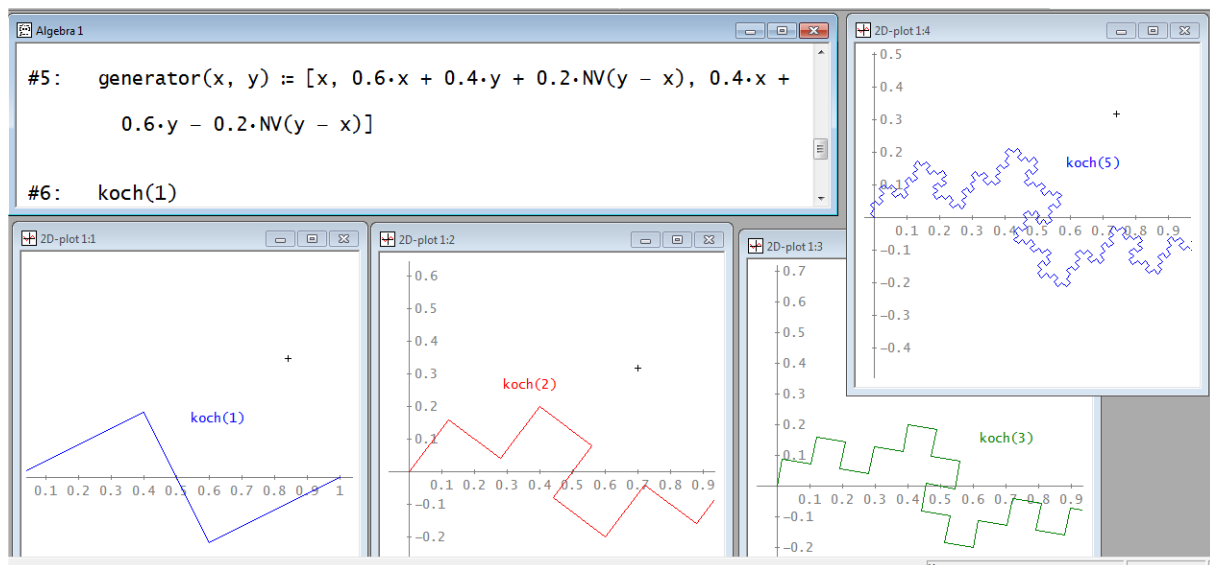 Algebra 1
#5: generator(x, y) ≔ [x, 0.6·x + 0.4·y + 0.2·NV(y − x), 0.4·x +
0.6·y − 0.2·NV(y − x)]
#6: koch(1)
2D-plot 1:4
0.5
0.4
0.3
0.2
koch(5)
0.1
0.1 0.2 0.3 0.4 0.5 0.6 0.7 0.8 0.9
−0.1
−0.2
−0.3
−0.4
2D-plot 1:1
koch(1)
0.1 0.2 0.3 0.4 0.5 0.6 0.7 0.8 0.9 1
2D-plot 1:2
0.6
0.5
0.4
0.3
koch(2)
0.2
0.1
0.1 0.2 0.3 0.4 0.5 0.6 0.7 0.8 0.9
−0.1
−0.2
2D-plot 1:3
0.7
0.6
0.5
0.4
0.3
0.2
koch(3)
0.1
0.1 0.2 0.3 0.4 0.5 0.6 0.7 0.8 0.9
−0.1
−0.2